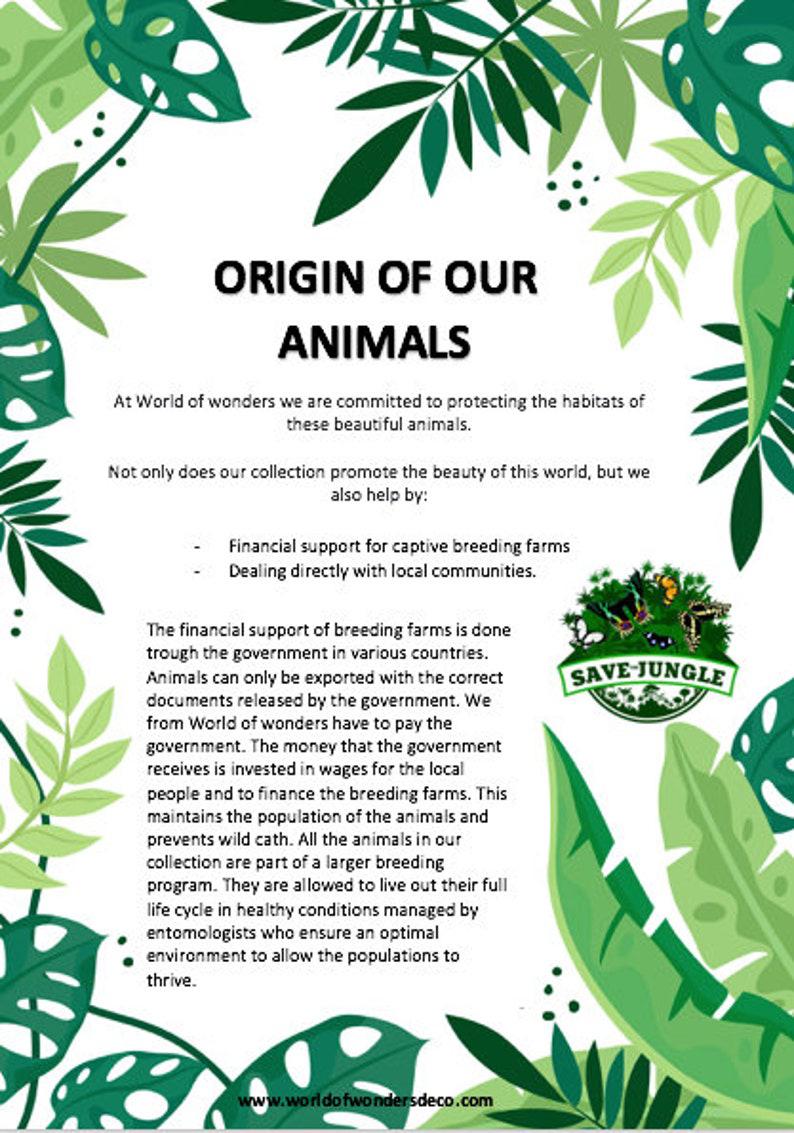 ORIGIN OF OUR
ANIMALS
At World of wonders we are committed to protecting the habitats of
these beautiful animals.
Not only does our collection promote the beauty of this world, but we
also help by:
- Financial support for captive breeding farms
- Dealing directly with local communities.
The financial support of breeding farms is done
trough the government in various countries.
Animals can only be exported with the correct
documents released by the government. We
from World of wonders have to pay the
government. The money that the government
receives is invested in wages for the local
people and to finance the breeding farms. This
maintains the population of the animals and
prevents wild cath. All the animals in our
collection are part of a larger breeding
program. They are allowed to live out their full
life cycle in healthy conditions managed by
entomologists who ensure an optimal
environment to allow the populations to
thrive.
SAVE THE JUNGLE
www.worldofwondersdeco.com